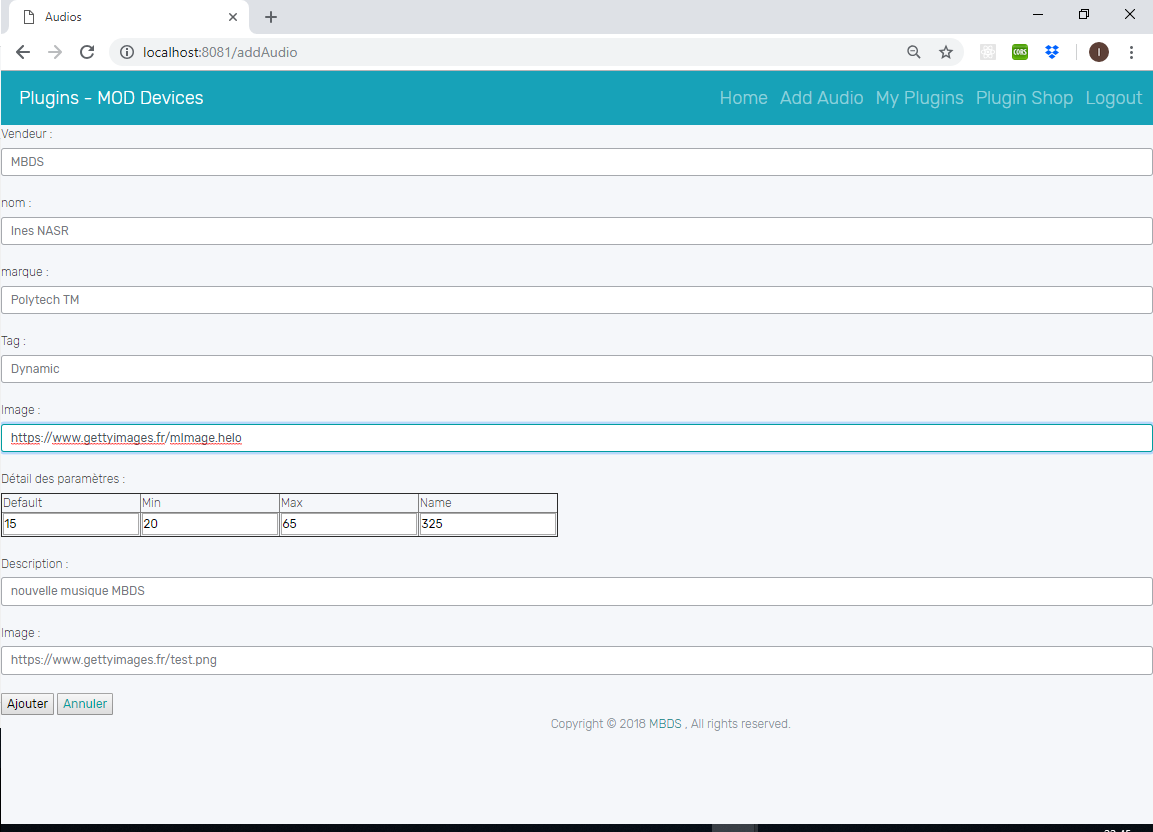 Audios
localhost:8081/addAudio
CORS
I
Plugins - MOD Devices Home Add Audio My Plugins Plugin Shop Logout
Vendeur :
MBDS
nom :
Ines NASR
marque :
Polytech TM
Tag :
Dynamic
Image :
https://www.gettyimages.fr/mImage.helo
Détail des paramètres :
Default Min Max Name
15 20 65 325
Description :
nouvelle musique MBDS
Image :
https://www.gettyimages.fr/test.png
Ajouter Annuler
Copyright © 2018 MBDS , All rights reserved.